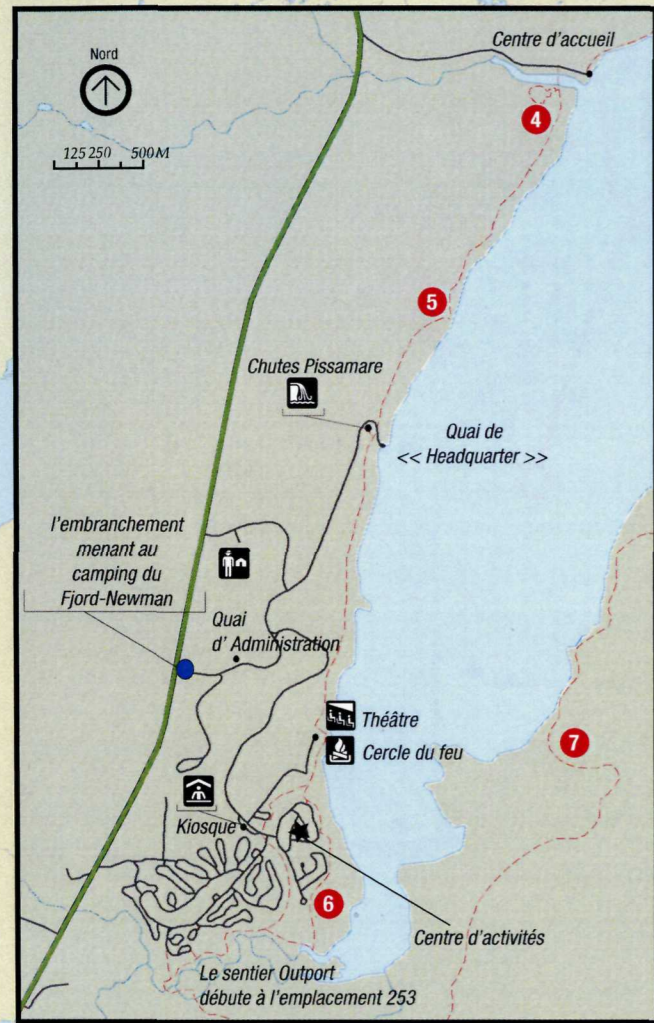 Centre d'accueil
Nord
125 250 500M
4
5
Chutes Pissamare
Quai de
<< Headquarter >>
l'embranchement
menant au
camping du
Fjord-Newman
Quai
d' Administration
7
Théâtre
Cercle du feu
Kiosque
6
Centre d'activités
Le sentier Outport
débute à l'emplacement 253